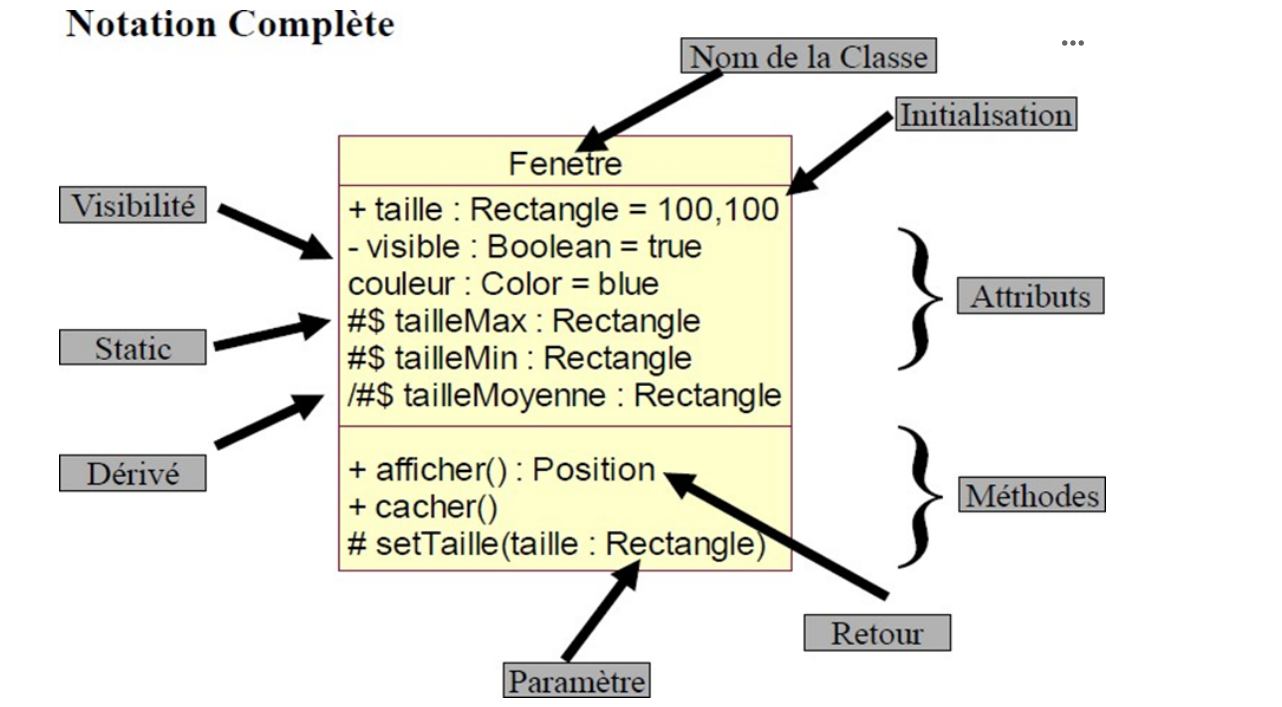 Notation Complète
Nom de la Classe
Initialisation
Fenetre
Visibilité
+ taille : Rectangle = 100,100
- visible : Boolean = true
couleur : Color = blue
#$ tailleMax : Rectangle
#$ tailleMin : Rectangle
/#$ tailleMoyenne : Rectangle
Attributs
Static
Dérivé
+ afficher() : Position
+ cacher()
# setTaille(taille : Rectangle)
Méthodes
Retour
Paramètre